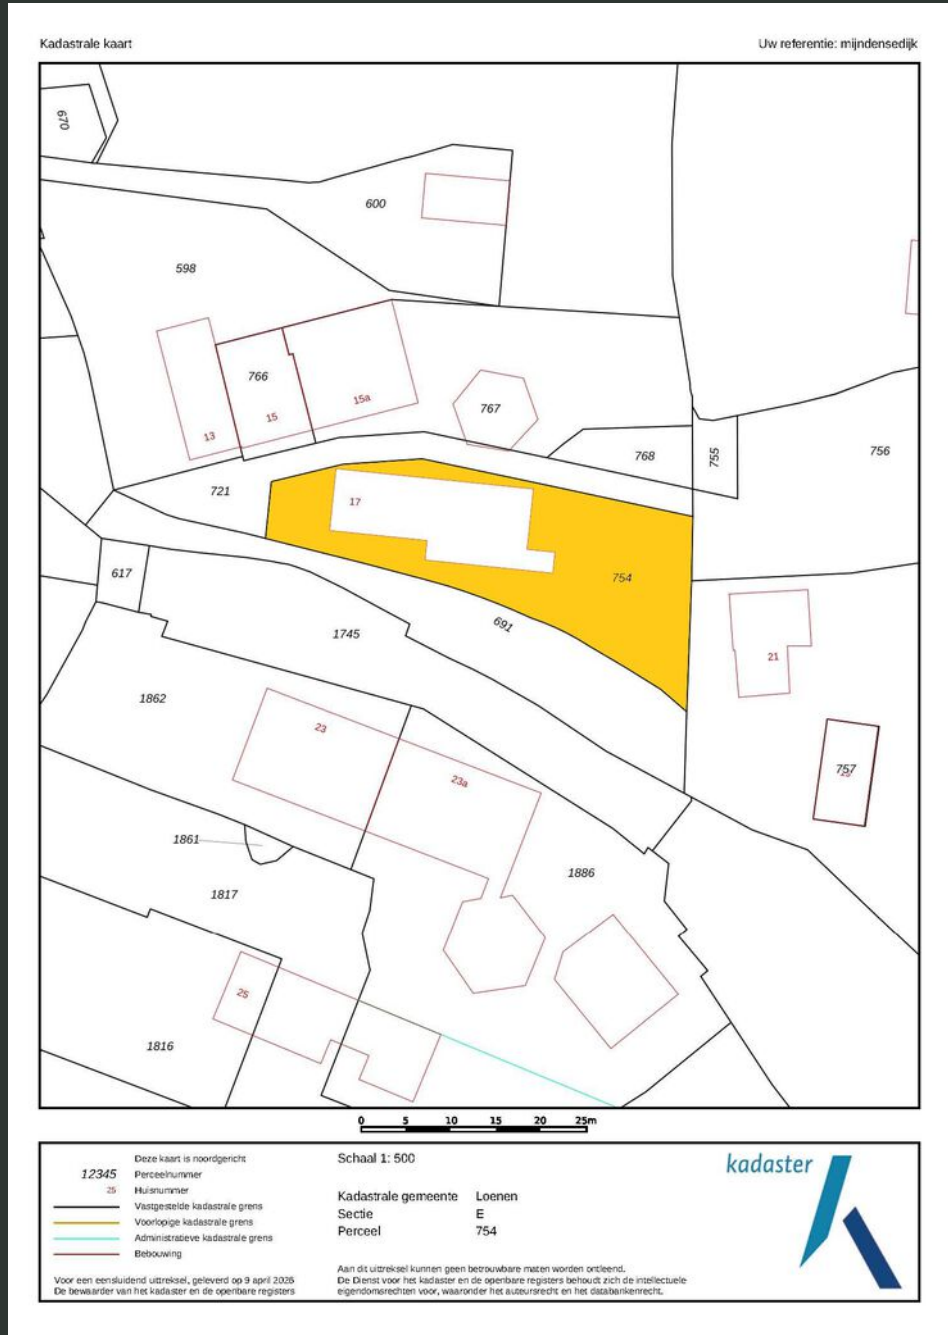 Kadastrale kaart
Uw referentie: mijndensedijk
670
600
598
766
15a
767
15
13
768
755
756
721
17
754
617
691
1745
21
1862
23
23a
757
1861
1886
1817
25
1816
0 5 10 15 20 25m
Deze kaart is noordgericht
12345 Perceelnummer
25 Huisnummer
Vastgestelde kadastrale grens
Voorlopige kadastrale grens
Administratieve kadastrale grens
Bebouwing
Voor een eensluidend uittreksel, geleverd op 9 april 2026
De bewaarder van het kadaster en de openbare registers
Schaal 1: 500
Kadastrale gemeente Loenen
Sectie E
Perceel 754
Aan dit uittreksel kunnen geen betrouwbare maten worden ontleend.
De Dienst voor het kadaster en de openbare registers behoudt zich de intellectuele
eigendomsrechten voor, waaronder het auteursrecht en het databankenrecht.
kadaster